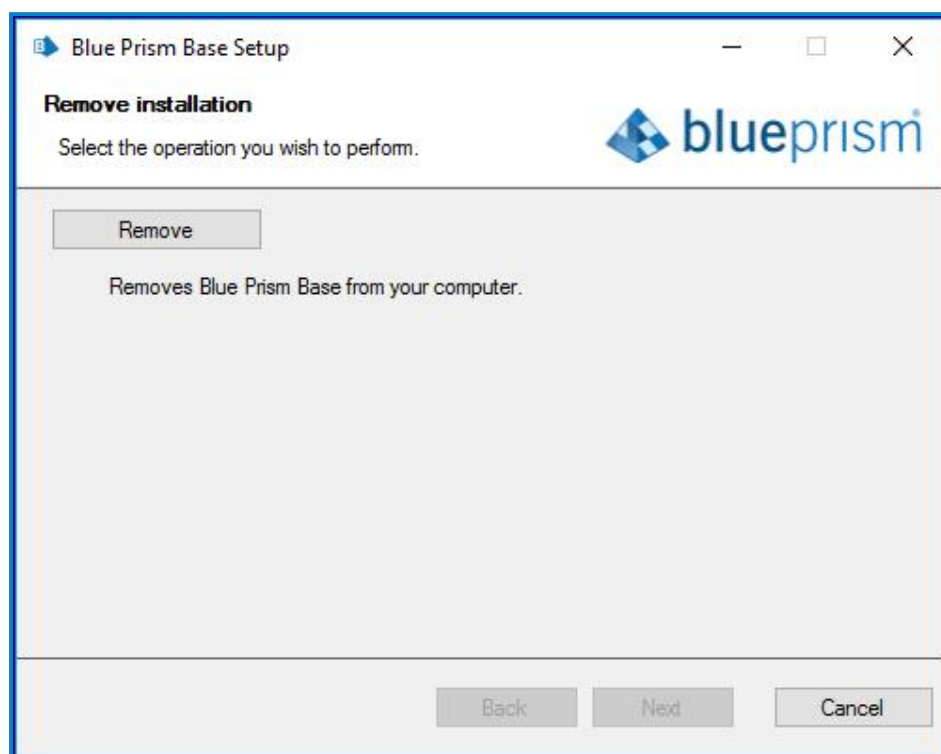 Blue Prism Base Setup
Remove installation
Select the operation you wish to perform.
blueprism
Remove
Removes Blue Prism Base from your computer.
Back Next Cancel